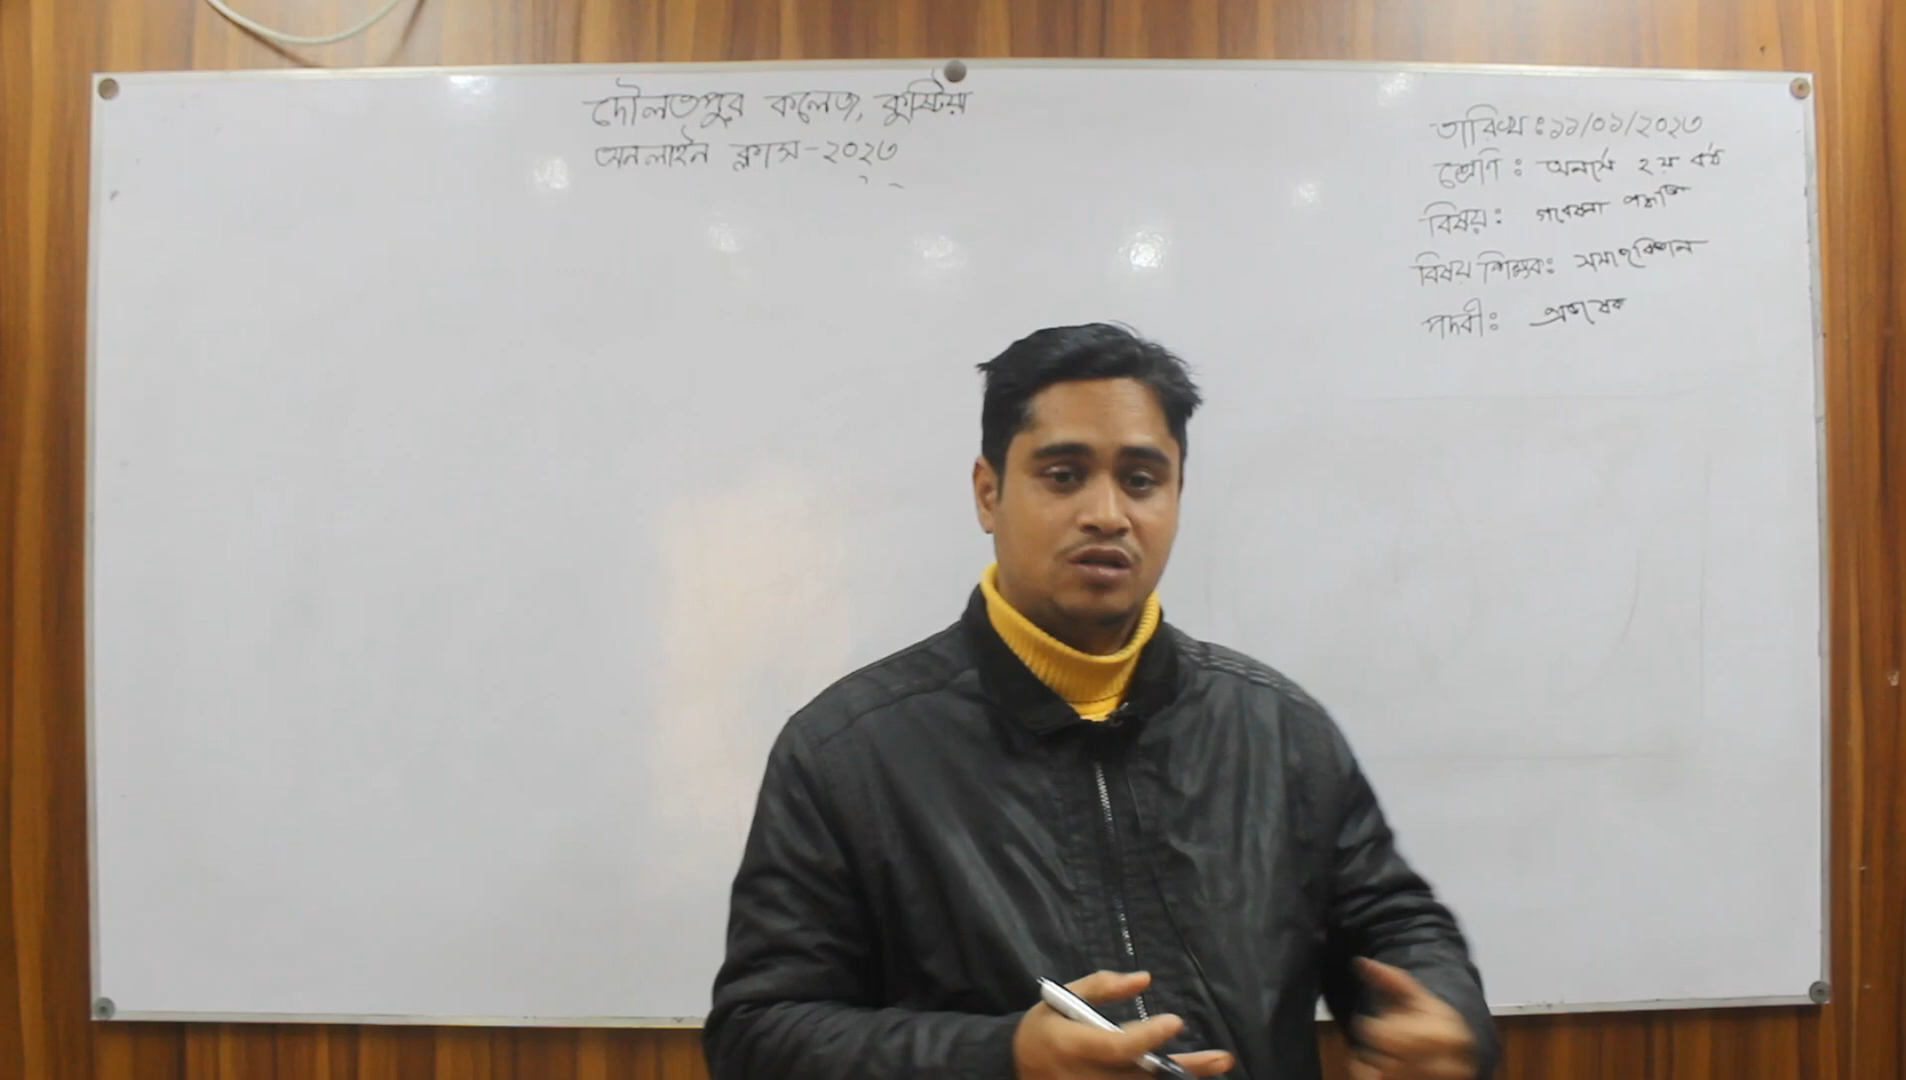 দৌলতপুর কলেজ, কুষ্টিয়া
অনলাইন ক্লাস-২০২৩
তারিখ ঃ ১১/০১/২০২৩
শ্রেণি ঃ অনার্স ২য় বর্ষ
বিষয় ঃ গবেষণা পদ্ধতি
বিষয় শিক্ষক ঃ সমাজবিজ্ঞান
পদবী ঃ প্রভাষক